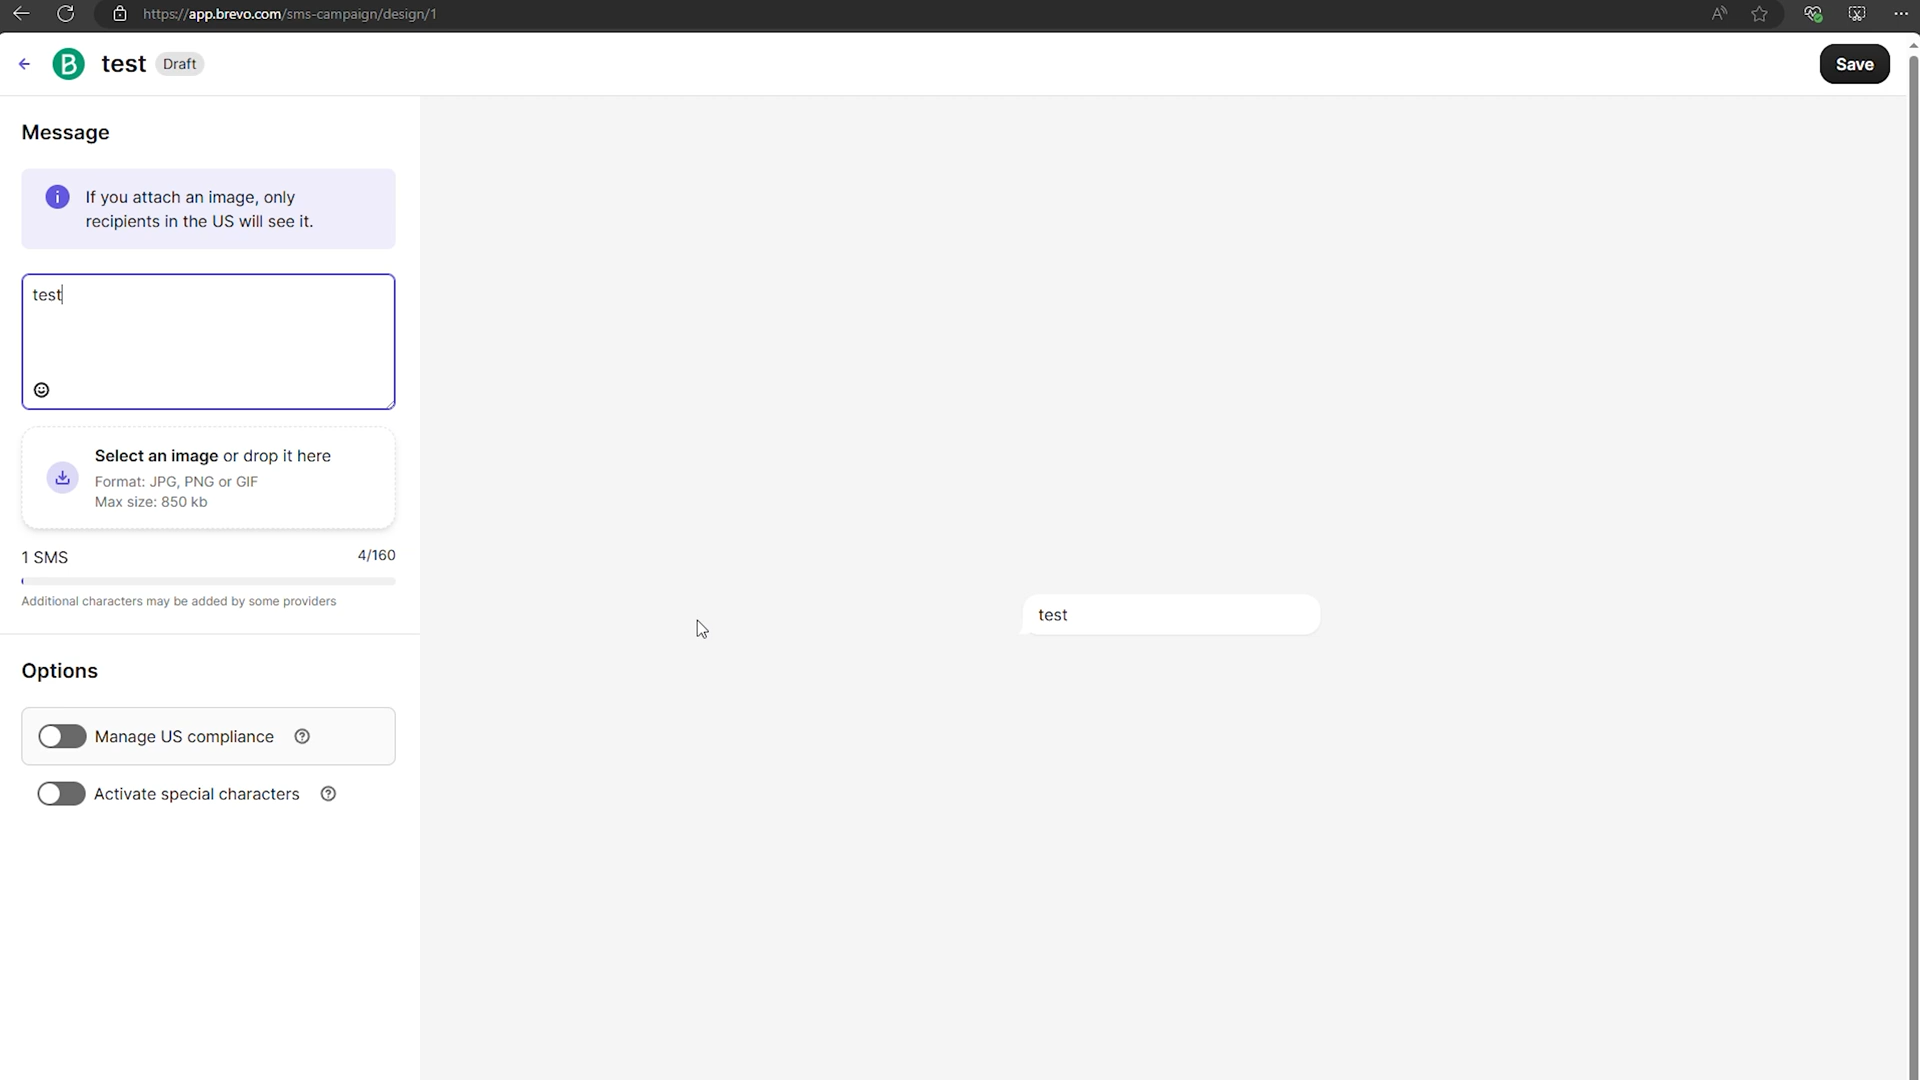 https://app.brevo.com/sms-campaign/design/1
B test Draft
Save
Message
If you attach an image, only
recipients in the US will see it.
test
Select an image or drop it here
Format: JPG, PNG or GIF
Max size: 850 kb
1 SMS 4/160
Additional characters may be added by some providers
test
Options
Manage US compliance
Activate special characters